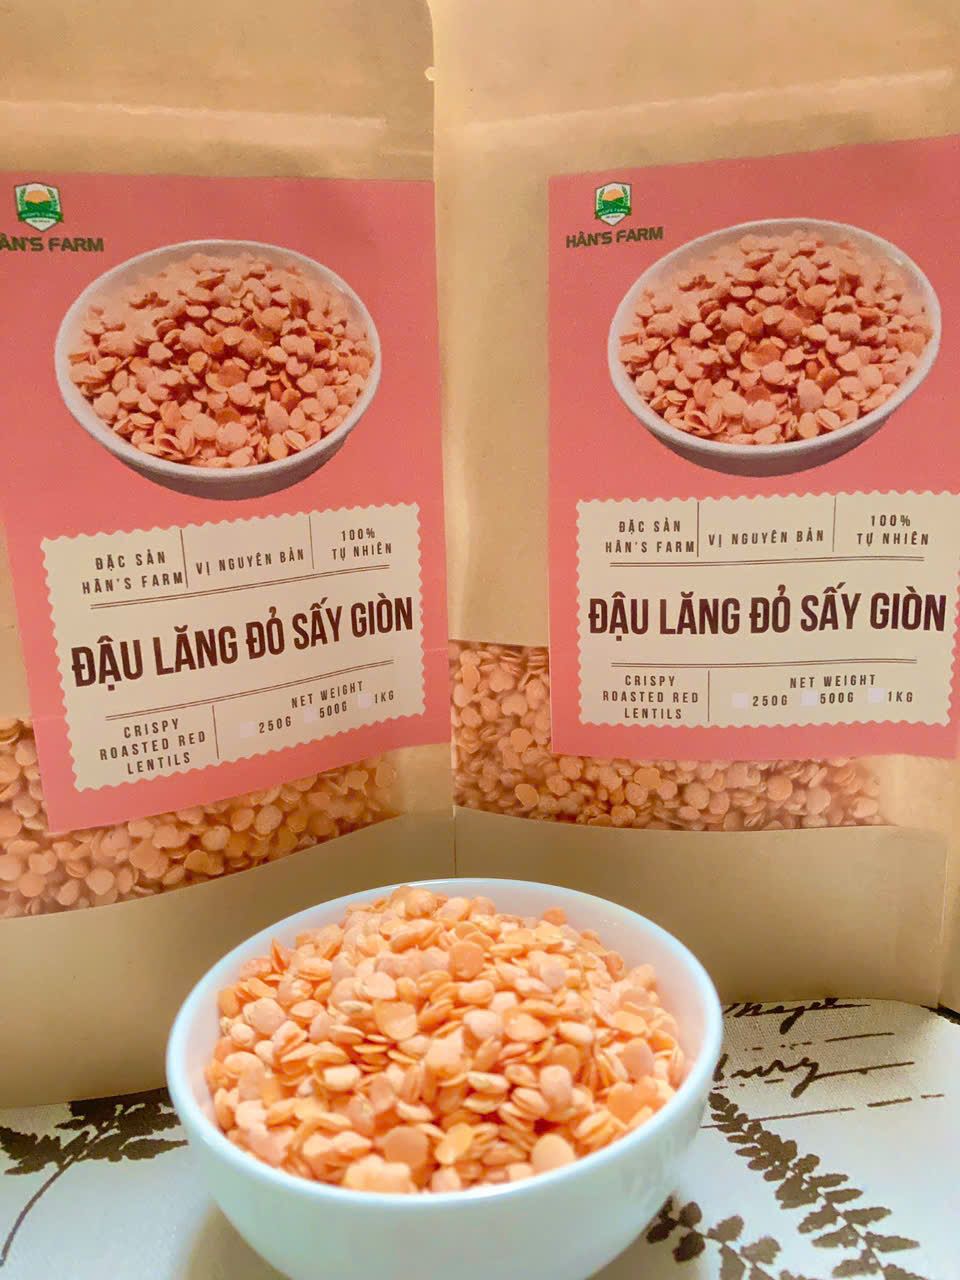 HÂN'S FARM
ĐẶC SẢN
HÂN'S FARM
VỊ NGUYÊN BẢN
100%
TỰ NHIÊN
ĐẬU LĂNG ĐỎ SẤY GIÒN
CRISPY
ROASTED RED
LENTILS
NET WEIGHT
250G 500G 1KG
HÂN'S FARM
HÂN'S FARM
ĐẶC SẢN
HÂN'S FARM
VỊ NGUYÊN BẢN
100%
TỰ NHIÊN
ĐẬU LĂNG ĐỎ SẤY GIÒN
CRISPY
ROASTED RED
LENTILS
NET WEIGHT
250G 500G 1KG